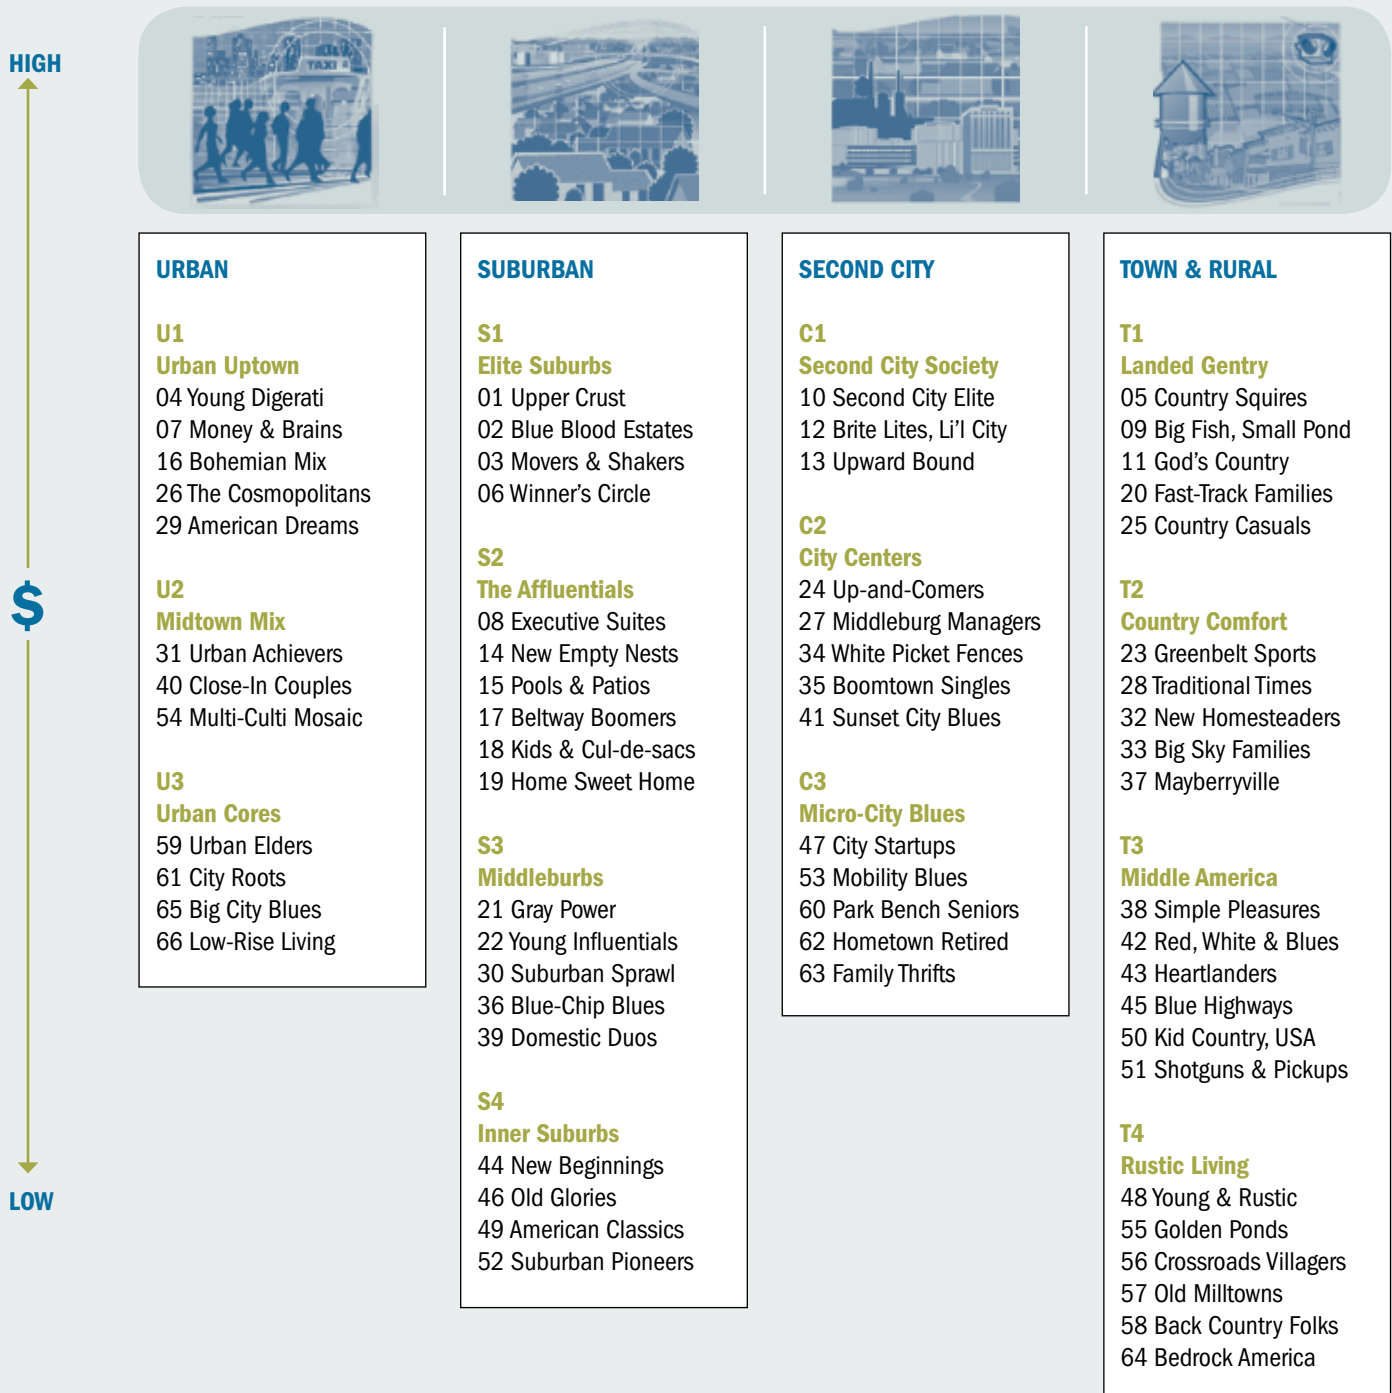 HIGH
$
LOW
TAXI
URBAN
U1
Urban Uptown
04 Young Digerati
07 Money & Brains
16 Bohemian Mix
26 The Cosmopolitans
29 American Dreams
U2
Midtown Mix
31 Urban Achievers
40 Close-In Couples
54 Multi-Culti Mosaic
U3
Urban Cores
59 Urban Elders
61 City Roots
65 Big City Blues
66 Low-Rise Living
SUBURBAN
S1
Elite Suburbs
01 Upper Crust
02 Blue Blood Estates
03 Movers & Shakers
06 Winner’s Circle
S2
The Affluentials
08 Executive Suites
14 New Empty Nests
15 Pools & Patios
17 Beltway Boomers
18 Kids & Cul-de-sacs
19 Home Sweet Home
S3
Middleburbs
21 Gray Power
22 Young Influentials
30 Suburban Sprawl
36 Blue-Chip Blues
39 Domestic Duos
S4
Inner Suburbs
44 New Beginnings
46 Old Glories
49 American Classics
52 Suburban Pioneers
SECOND CITY
C1
Second City Society
10 Second City Elite
12 Brite Lites, Li’l City
13 Upward Bound
C2
City Centers
24 Up-and-Comers
27 Middleburg Managers
34 White Picket Fences
35 Boomtown Singles
41 Sunset City Blues
C3
Micro-City Blues
47 City Startups
53 Mobility Blues
60 Park Bench Seniors
62 Hometown Retired
63 Family Thrifts
TOWN & RURAL
T1
Landed Gentry
05 Country Squires
09 Big Fish, Small Pond
11 God’s Country
20 Fast-Track Families
25 Country Casuals
T2
Country Comfort
23 Greenbelt Sports
28 Traditional Times
32 New Homesteaders
33 Big Sky Families
37 Mayberryville
T3
Middle America
38 Simple Pleasures
42 Red, White & Blues
43 Heartlanders
45 Blue Highways
50 Kid Country, USA
51 Shotguns & Pickups
T4
Rustic Living
48 Young & Rustic
55 Golden Ponds
56 Crossroads Villagers
57 Old Milltowns
58 Back Country Folks
64 Bedrock America